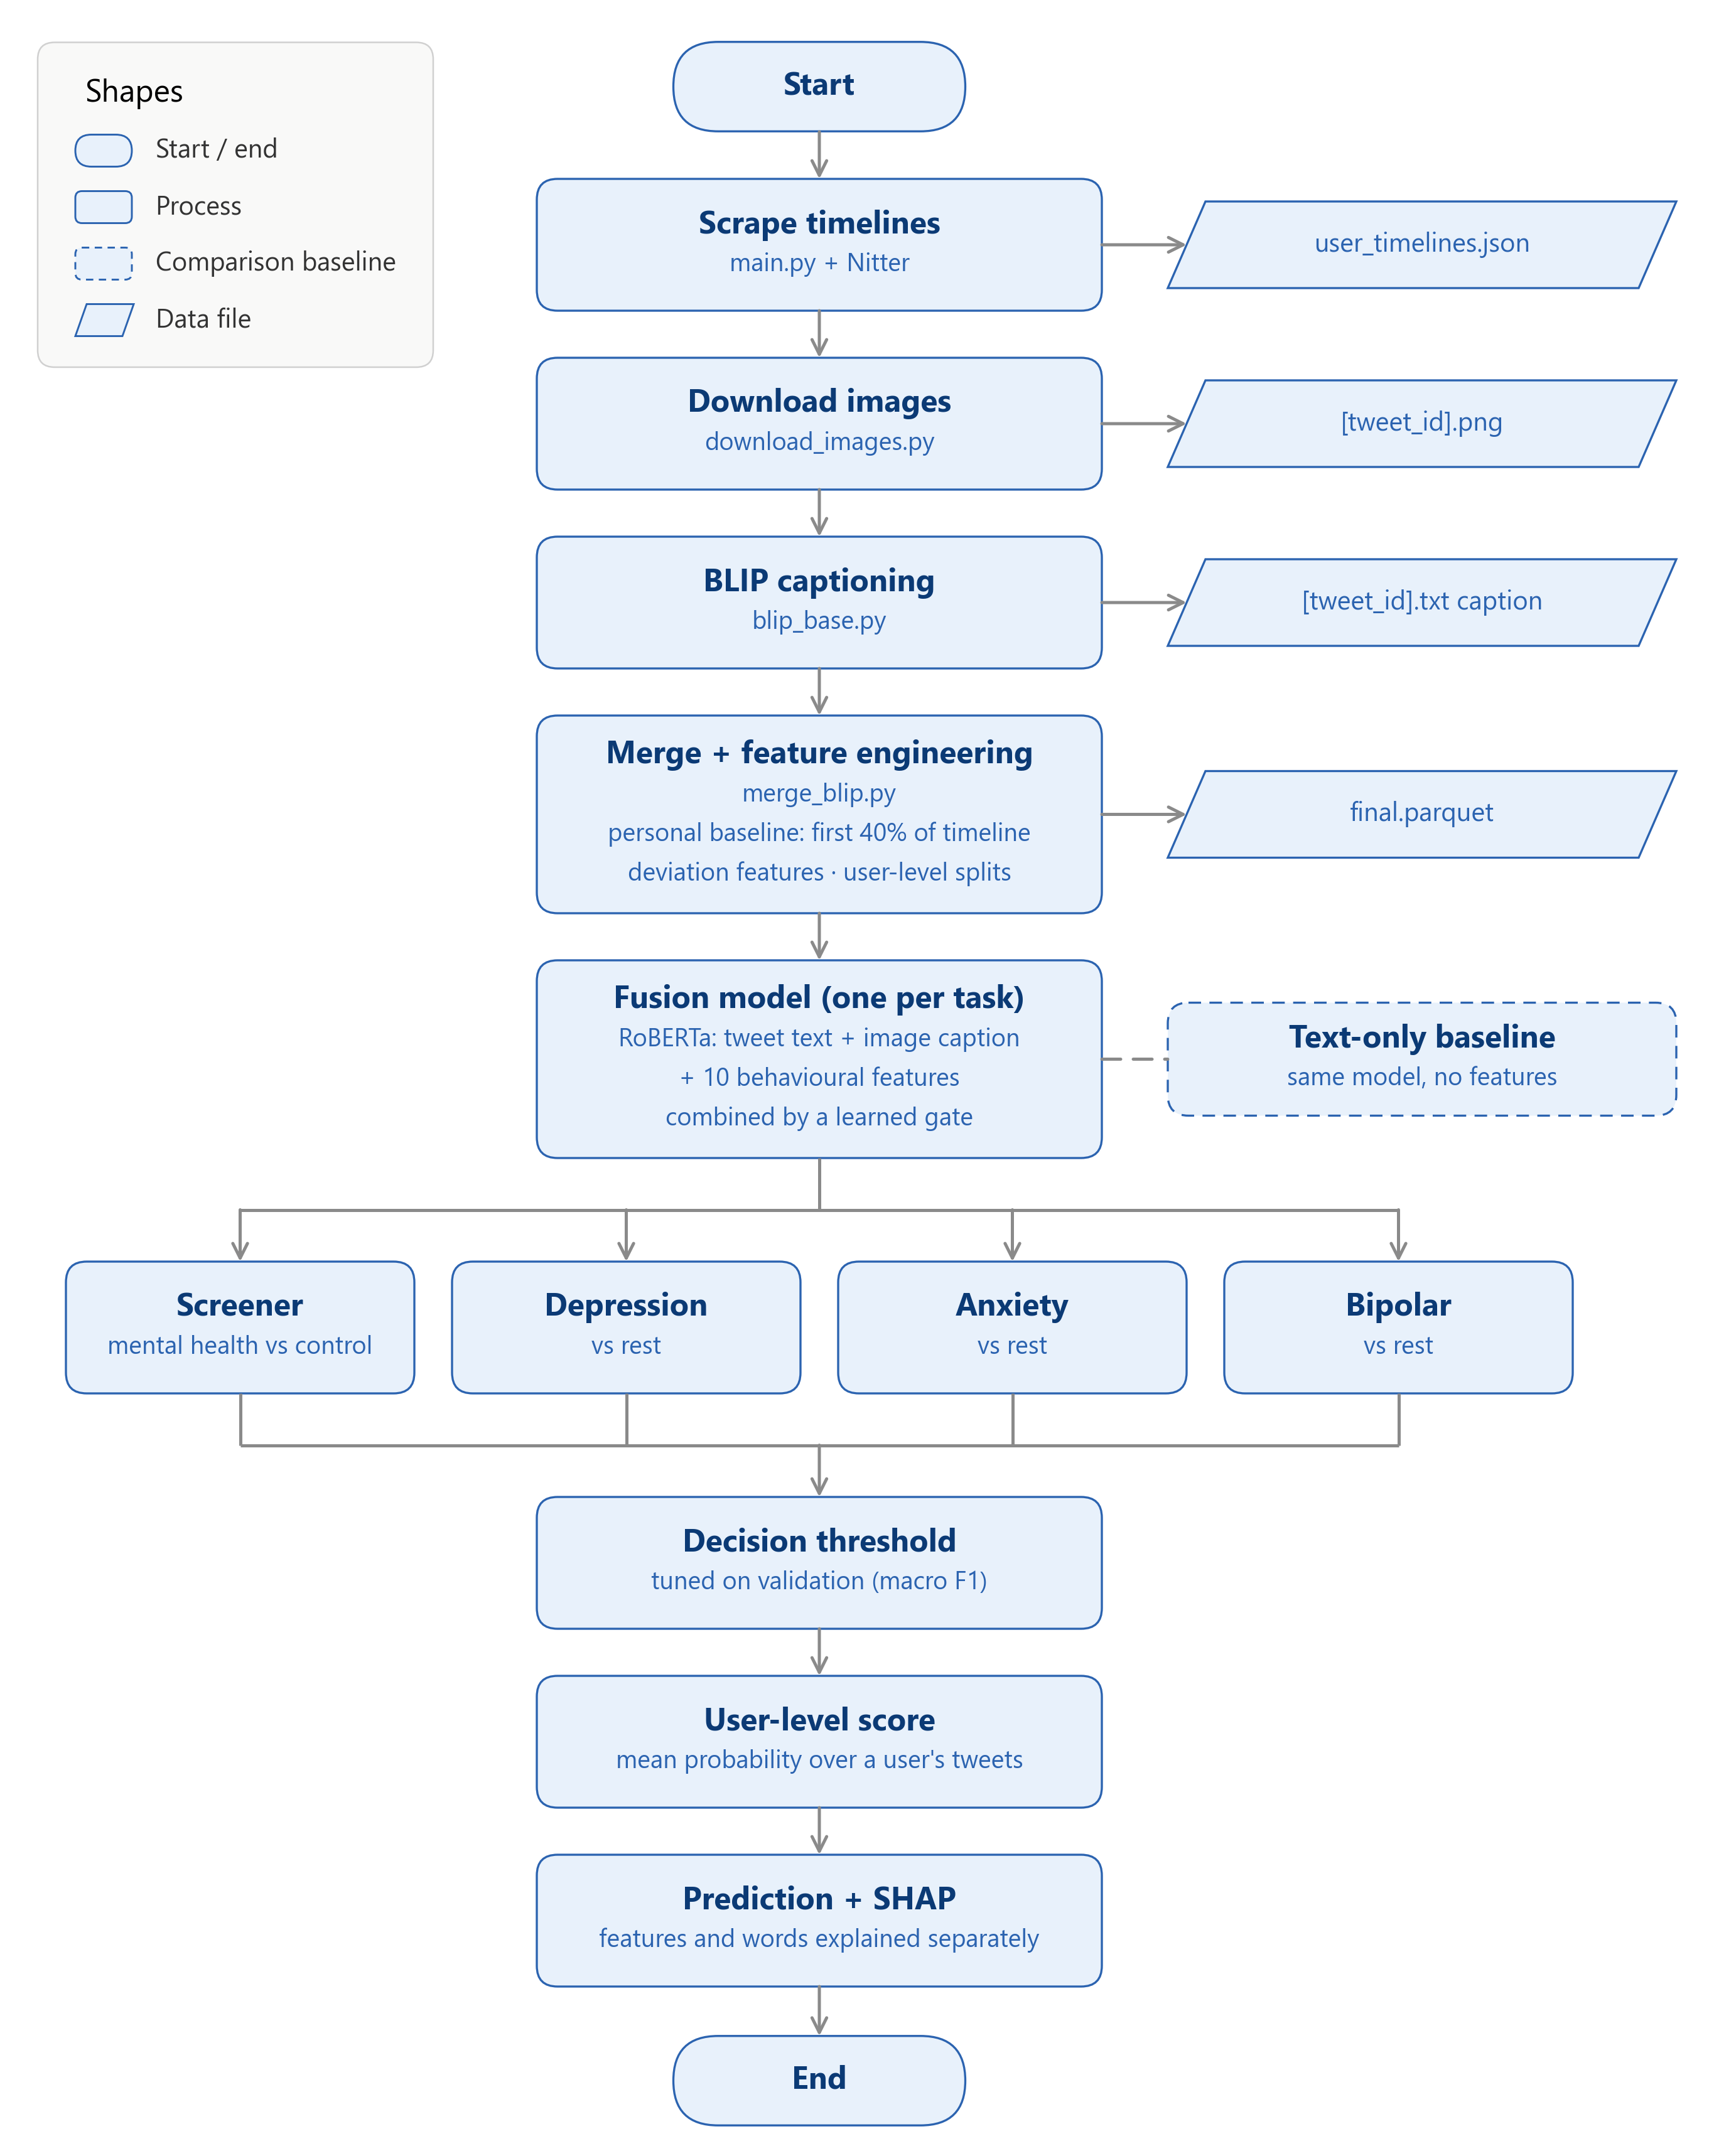 Shapes
Start / end
Process
Comparison baseline
Data file
Start
Scrape timelines
main.py + Nitter
user_timelines.json
Download images
download_images.py
[tweet_id].png
BLIP captioning
blip_base.py
[tweet_id].txt caption
Merge + feature engineering
merge_blip.py
personal baseline: first 40% of timeline
deviation features · user-level splits
final.parquet
Fusion model (one per task)
RoBERTa: tweet text + image caption
+ 10 behavioural features
combined by a learned gate
Text-only baseline
same model, no features
Screener
mental health vs control
Depression
vs rest
Anxiety
vs rest
Bipolar
vs rest
Decision threshold
tuned on validation (macro F1)
User-level score
mean probability over a user's tweets
Prediction + SHAP
features and words explained separately
End